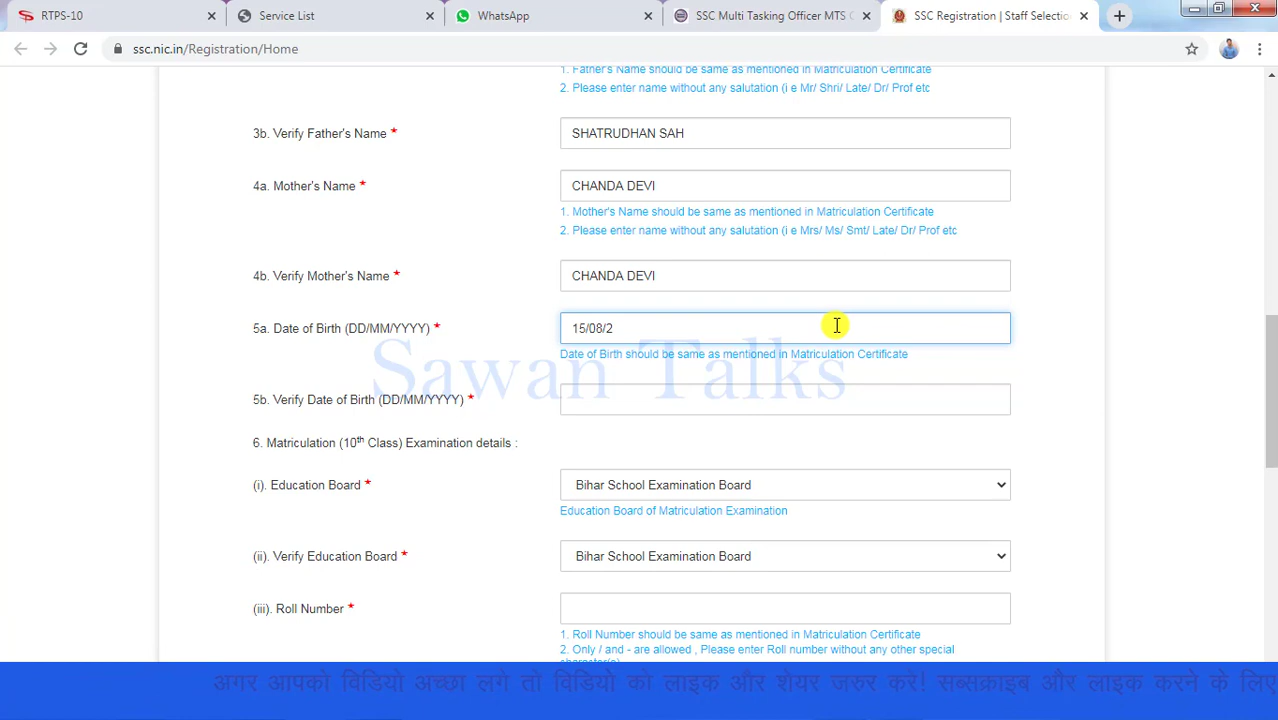 RTPS-10
Service List
WhatsApp
SSC Multi Tasking Officer MTS
SSC Registration | Staff Selectio
ssc.nic.in/Registration/Home
1. Father's Name should be same as mentioned in Matriculation Certificate
2. Please enter name without any salutation (i e Mr/ Shri/ Late/ Dr/ Prof etc
3b. Verify Father's Name *
SHATRUDHAN SAH
4a. Mother's Name *
CHANDA DEVI
1. Mother's Name should be same as mentioned in Matriculation Certificate
2. Please enter name without any salutation (i e Mrs/ Ms/ Smt/ Late/ Dr/ Prof etc
4b. Verify Mother's Name *
CHANDA DEVI
5a. Date of Birth (DD/MM/YYYY) *
15/08/2
Date of Birth should be same as mentioned in Matriculation Certificate
Sawan Talks
5b. Verify Date of Birth (DD/MM/YYYY) *
6. Matriculation (10th Class) Examination details :
(i). Education Board *
Bihar School Examination Board
Education Board of Matriculation Examination
(ii). Verify Education Board *
Bihar School Examination Board
(iii). Roll Number *
1. Roll Number should be same as mentioned in Matriculation Certificate
2. Only / and - are allowed , Please enter Roll number without any other special
character(s)
अगर आपको विडियो अच्छा लगे तो विडियो को लाइक और शेयर जरुर करे! सब्सक्राइब और लाइक करने के लिए